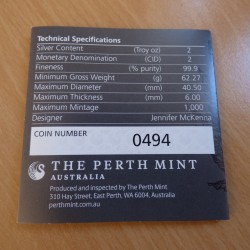 Technical Specifications
Silver Content (Troy oz) 2
Monetary Denomination (CID) 2
Fineness (% purity) 99.9
Minimum Gross Weight (g) 62.27
Maximum Diameter (mm) 40.50
Maximum Thickness (mm) 6.00
Maximum Mintage 1,000
Designer Jennifer McKenna
COIN NUMBER 0494
THE PERTH MINT
AUSTRALIA
Produced and inspected by The Perth Mint
310 Hay Street, East Perth, WA 6004, Australia
perthmint.com.au